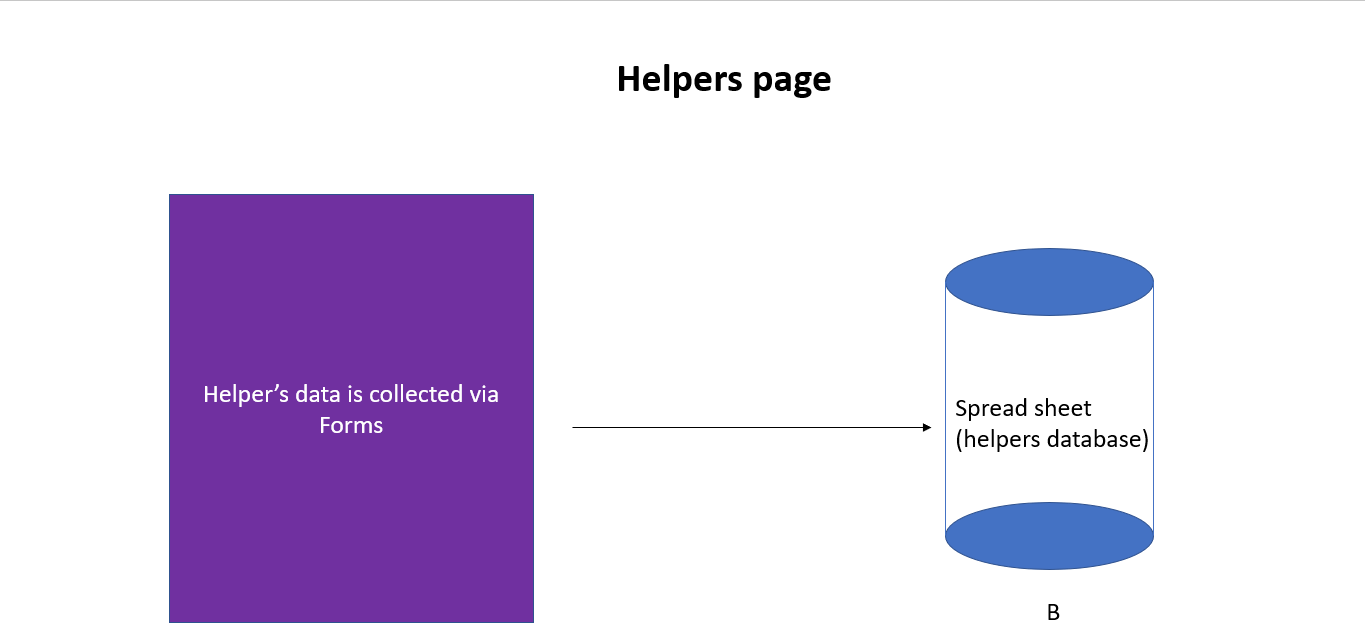 Helpers page
Helper’s data is collected via
Forms
Spread sheet
(helpers database)
B